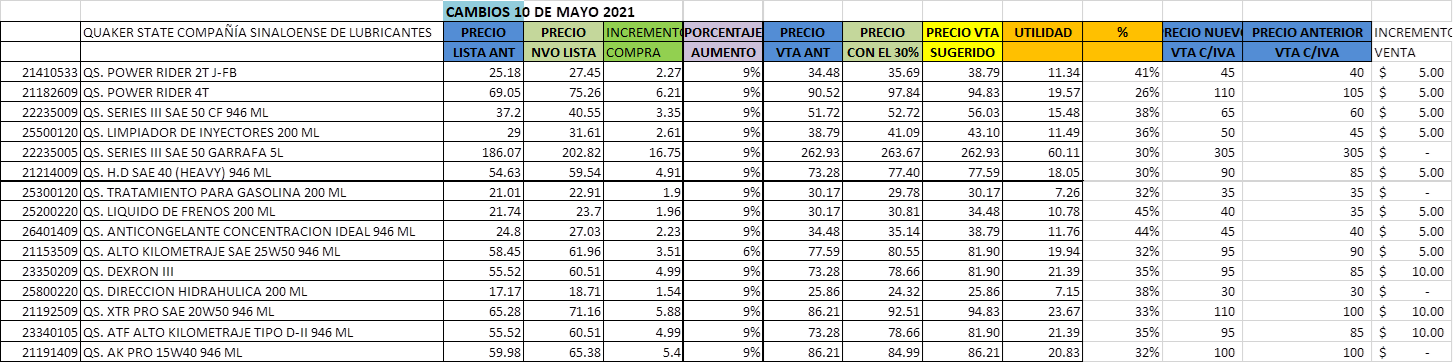 CAMBIOS 10 DE MAYO 2021
QUAKER STATE COMPAÑÍA SINALOENSE DE LUBRICANTES PRECIO PRECIO INCREMENTO PORCENTAJE PRECIO PRECIO PRECIO VTA UTILIDAD % PRECIO NUEVO PRECIO ANTERIOR INCREMENTO
LISTA ANT NVO LISTA COMPRA AUMENTO VTA ANT CON EL 30% SUGERIDO VTA C/IVA VTA C/IVA VENTA
21410533 QS. POWER RIDER 2T J-FB 25.18 27.45 2.27 9% 34.48 35.69 38.79 11.34 41% 45 40 $ 5.00
21182609 QS. POWER RIDER 4T 69.05 75.26 6.21 9% 90.52 97.84 94.83 19.57 26% 110 105 $ 5.00
22235009 QS. SERIES III SAE 50 CF 946 ML 37.2 40.55 3.35 9% 51.72 52.72 56.03 15.48 38% 65 60 $ 5.00
25500120 QS. LIMPIADOR DE INYECTORES 200 ML 29 31.61 2.61 9% 38.79 41.09 43.10 11.49 36% 50 45 $ 5.00
22235005 QS. SERIES III SAE 50 GARRAFA 5L 186.07 202.82 16.75 9% 262.93 263.67 262.93 60.11 30% 305 305 $ -
21214009 QS. H.D SAE 40 (HEAVY) 946 ML 54.63 59.54 4.91 9% 73.28 77.40 77.59 18.05 30% 90 85 $ 5.00
25300120 QS. TRATAMIENTO PARA GASOLINA 200 ML 21.01 22.91 1.9 9% 30.17 29.78 30.17 7.26 32% 35 35 $ -
25200220 QS. LIQUIDO DE FRENOS 200 ML 21.74 23.7 1.96 9% 30.17 30.81 34.48 10.78 45% 40 35 $ 5.00
26401409 QS. ANTICONGELANTE CONCENTRACION IDEAL 946 ML 24.8 27.03 2.23 9% 34.48 35.14 38.79 11.76 44% 45 40 $ 5.00
21153509 QS. ALTO KILOMETRAJE SAE 25W50 946 ML 58.45 61.96 3.51 6% 77.59 80.55 81.90 19.94 32% 95 90 $ 5.00
23350209 QS. DEXRON III 55.52 60.51 4.99 9% 73.28 78.66 81.90 21.39 35% 95 85 $ 10.00
25800220 QS. DIRECCION HIDRAHULICA 200 ML 17.17 18.71 1.54 9% 25.86 24.32 25.86 7.15 38% 30 30 $ -
21192509 QS. XTR PRO SAE 20W50 946 ML 65.28 71.16 5.88 9% 86.21 92.51 94.83 23.67 33% 110 100 $ 10.00
23340105 QS. ATF ALTO KILOMETRAJE TIPO D-II 946 ML 55.52 60.51 4.99 9% 73.28 78.66 81.90 21.39 35% 95 85 $ 10.00
21191409 QS. AK PRO 15W40 946 ML 59.98 65.38 5.4 9% 86.21 84.99 86.21 20.83 32% 100 100 $ -